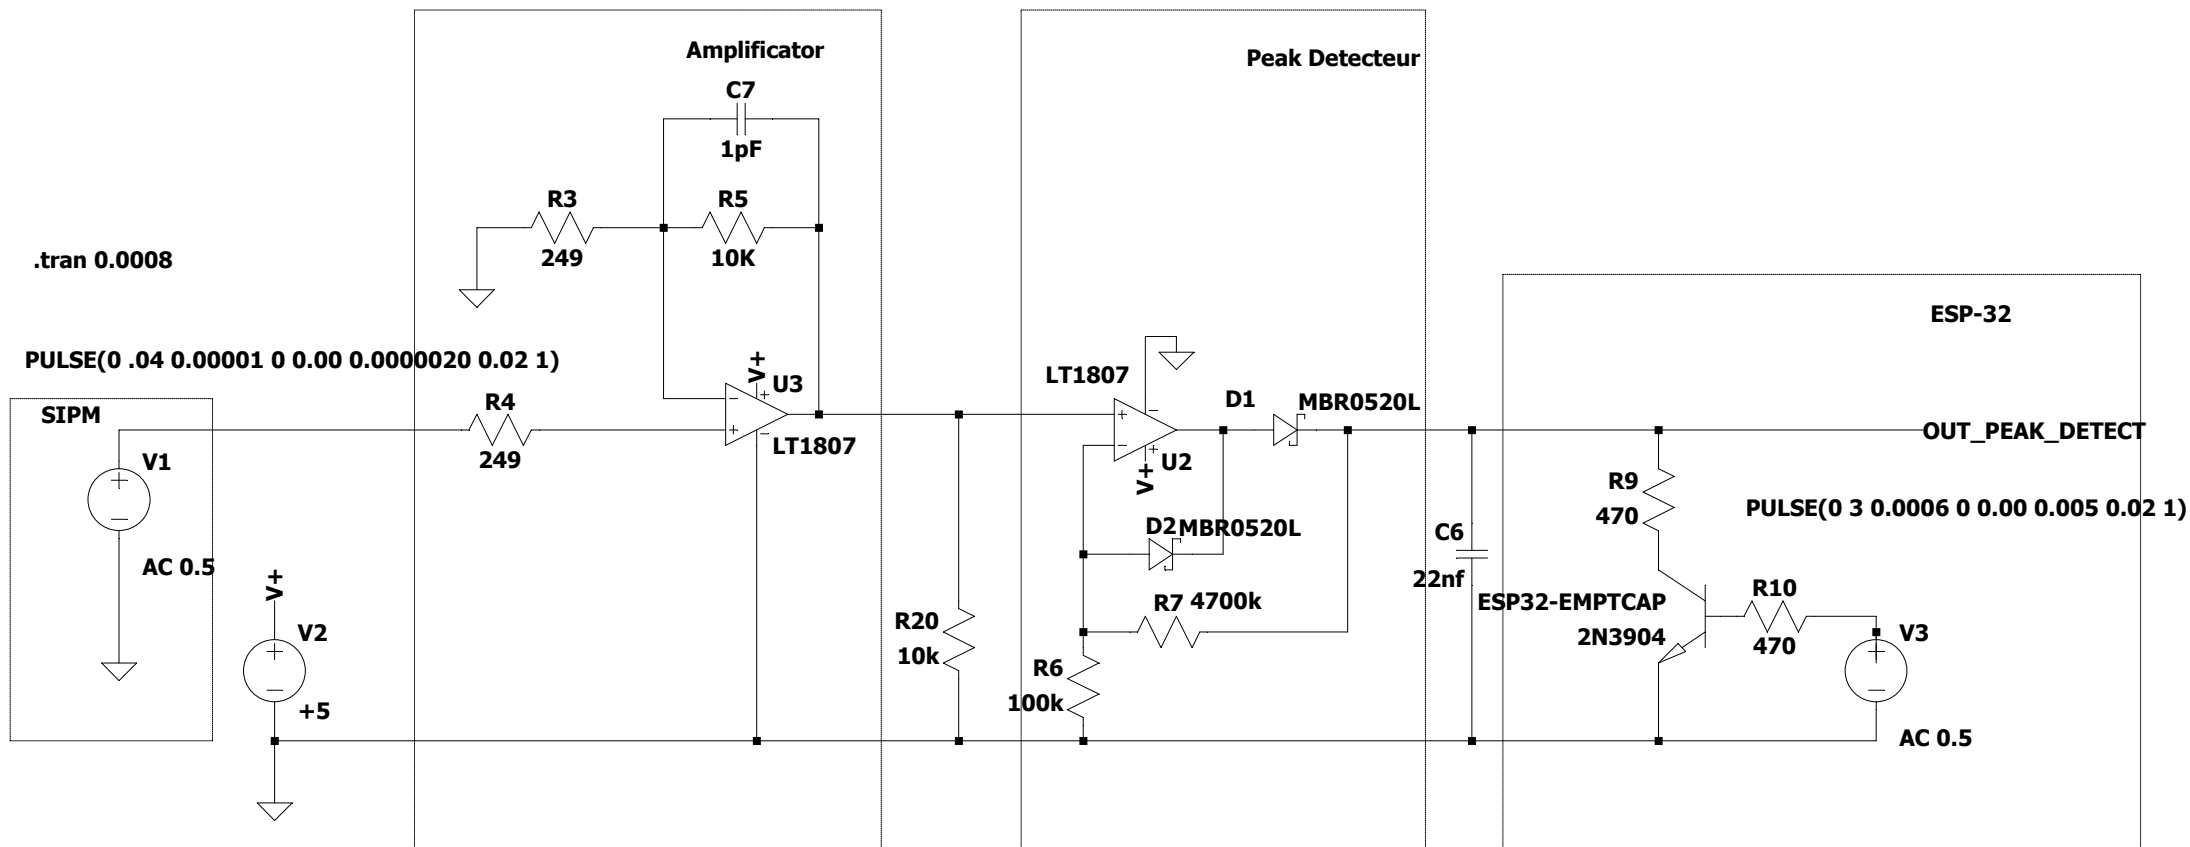 Amplificator
Peak Detecteur
C7
1pF
R3
249
R5
10K
.tran 0.0008
ESP-32
PULSE(0 .04 0.00001 0 0.00 0.0000020 0.02 1)
V+
U3
LT1807
SIPM
R4
249
LT1807
D1
MBR0520L
OUT_PEAK_DETECT
V1
U2
V+
R9
470
PULSE(0 3 0.0006 0 0.00 0.005 0.02 1)
D2
MBR0520L
C6
22nf
AC 0.5
V+
R7
4700k
ESP32-EMPTCAP
2N3904
R10
470
V3
R20
10k
V2
R6
100k
+5
AC 0.5